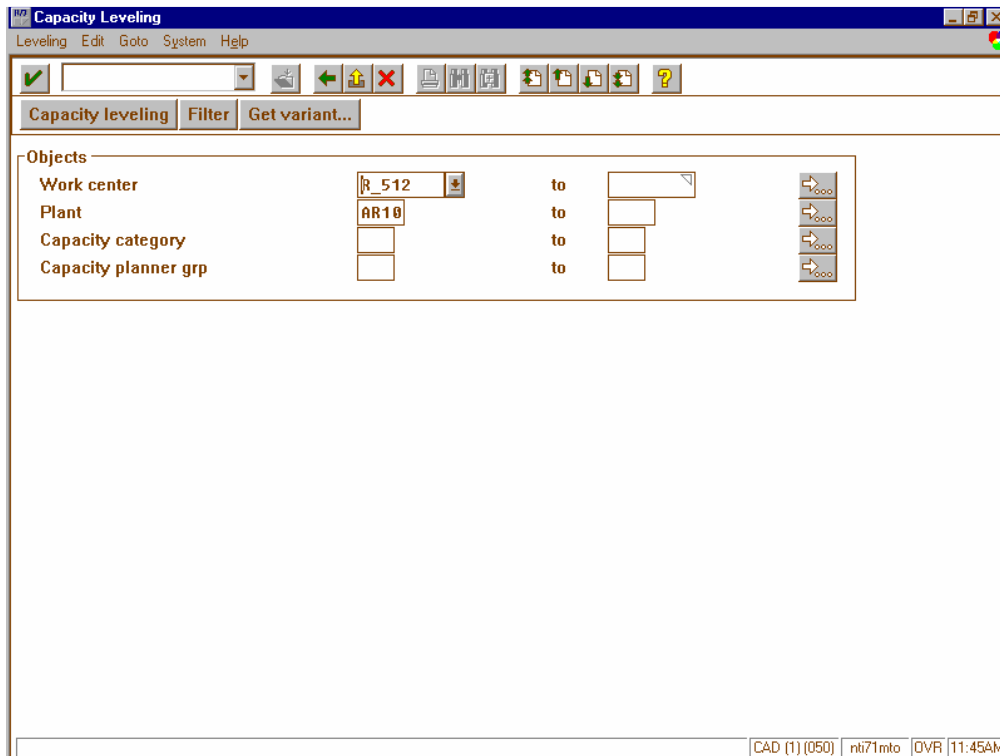 R/3 Capacity Leveling
Leveling Edit Goto System Help
Capacity leveling Filter Get variant...
Objects
Work center R_512 to
Plant AR10 to
Capacity category to
Capacity planner grp to
CAD (1) (050) nti71mto OVR 11:45AM